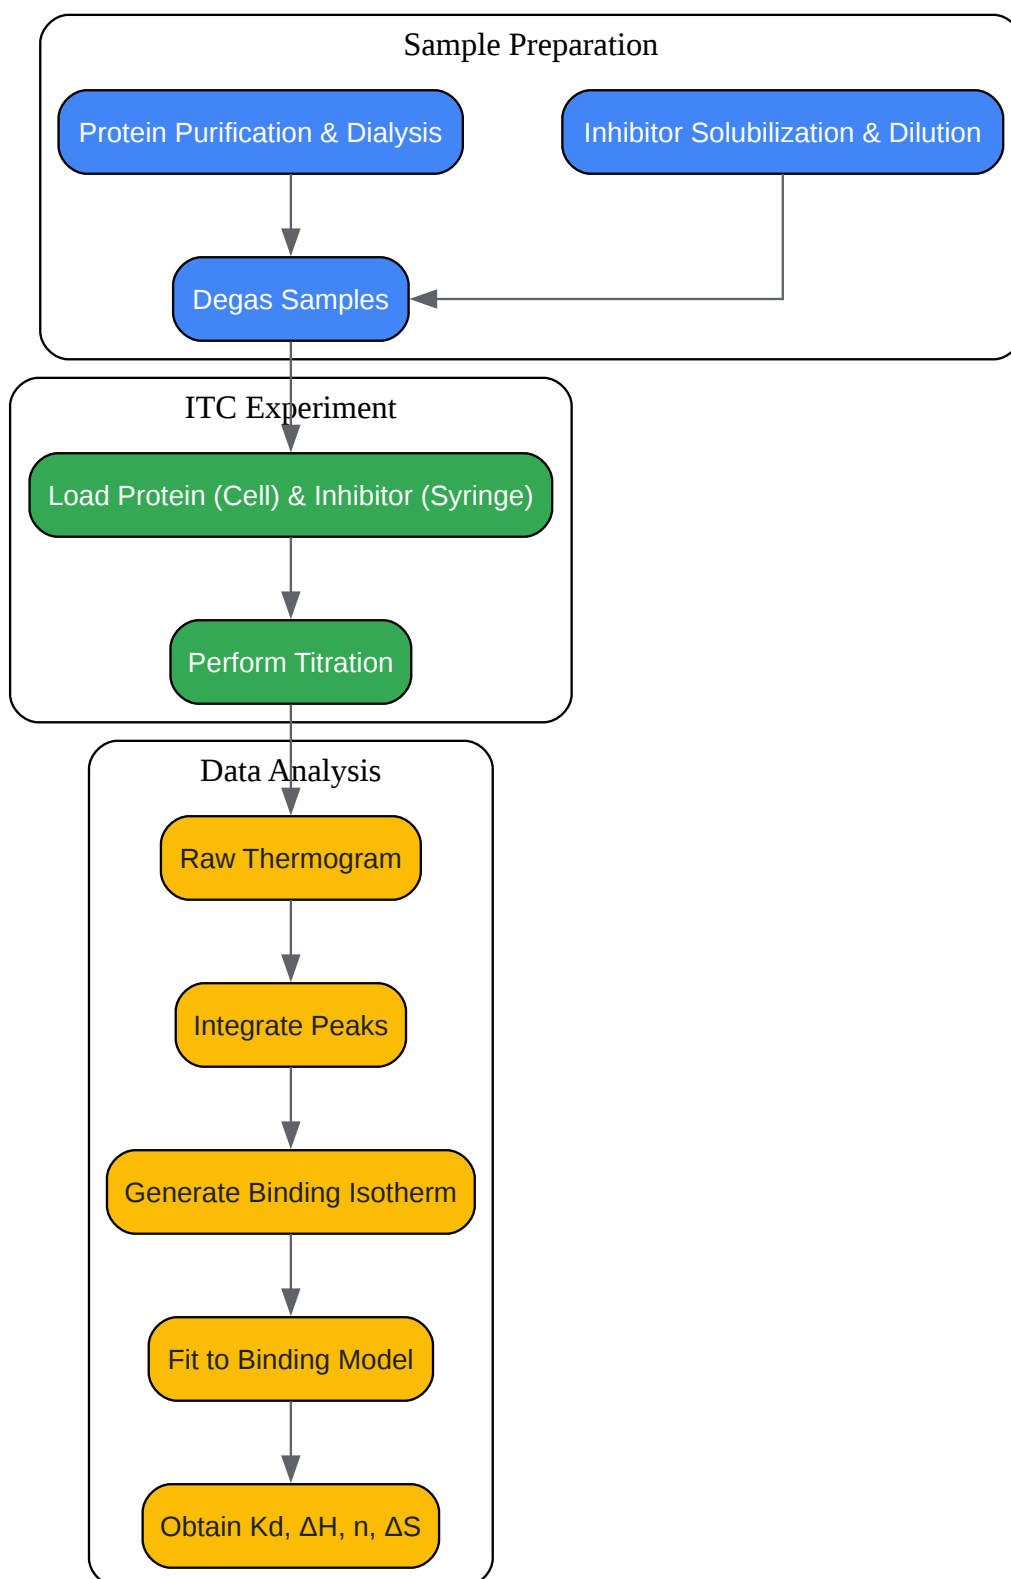 Sample Preparation
Protein Purification & Dialysis
Inhibitor Solubilization & Dilution
Degas Samples
ITC Experiment
Load Protein (Cell) & Inhibitor (Syringe)
Perform Titration
Data Analysis
Raw Thermogram
Integrate Peaks
Generate Binding Isotherm
Fit to Binding Model
Obtain Kd, ΔH, n, ΔS